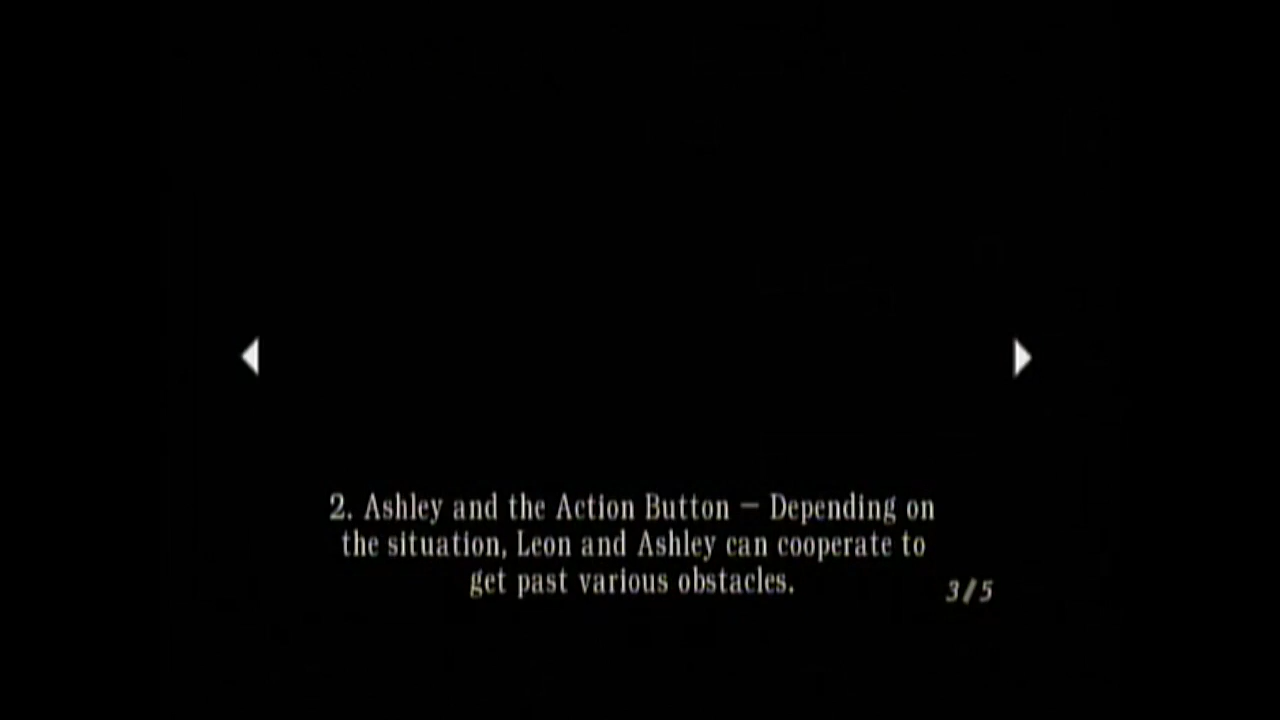 2. Ashley and the Action Button — Depending on
the situation, Leon and Ashley can cooperate to
get past various obstacles.
3/5